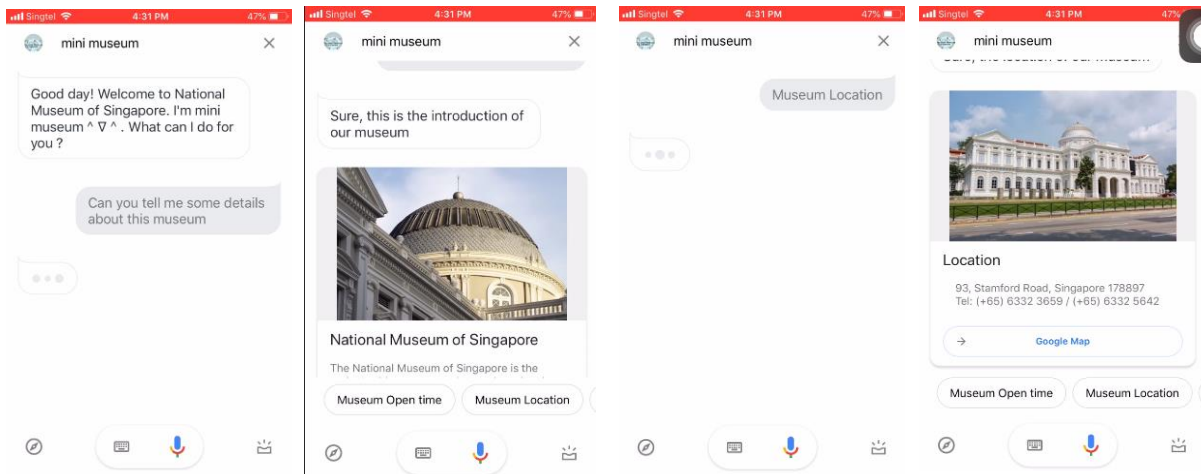 Singtel 4:31 PM 47%
mini museum
Good day! Welcome to National
Museum of Singapore. I'm mini
museum ^ ∇ ^ . What can I do for
you ?
Can you tell me some details
about this museum
Singtel 4:31 PM 47%
mini museum
Sure, this is the introduction of
our museum
National Museum of Singapore
The National Museum of Singapore is the
Museum Open time
Museum Location
Singtel 4:31 PM 47%
mini museum
Museum Location
Singtel 4:31 PM 47%
mini museum
Location
93, Stamford Road, Singapore 178897
Tel: (+65) 6332 3659 / (+65) 6332 5642
Google Map
Museum Open time
Museum Location